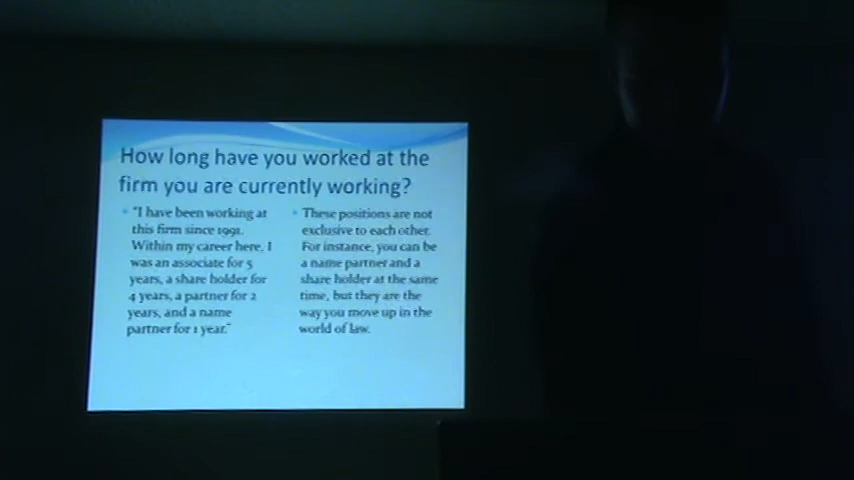 How long have you worked at the
firm you are currently working?
"I have been working at
this firm since 1991.
Within my career here, I
was an associate for 5
years, a share holder for
4 years, a partner for 2
years, and a name
partner for 1 year."
These positions are not
exclusive to each other.
For instance, you can be
a name partner and a
share holder at the same
time, but they are the
way you move up in the
world of law.